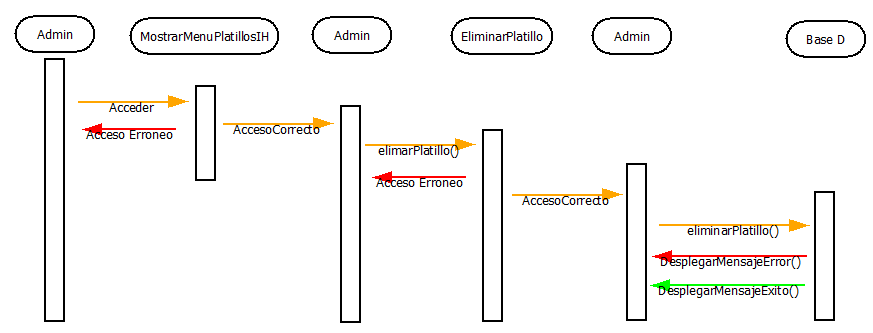 Admin
MostrarMenuPlatillosIH
Admin
EliminarPlatillo
Admin
Base D
Acceder
Acceso Erroneo
AccesoCorrecto
elimarPlatillo()
Acceso Erroneo
AccesoCorrecto
eliminarPlatillo()
DesplegarMensajeError()
DesplegarMensajeExito()